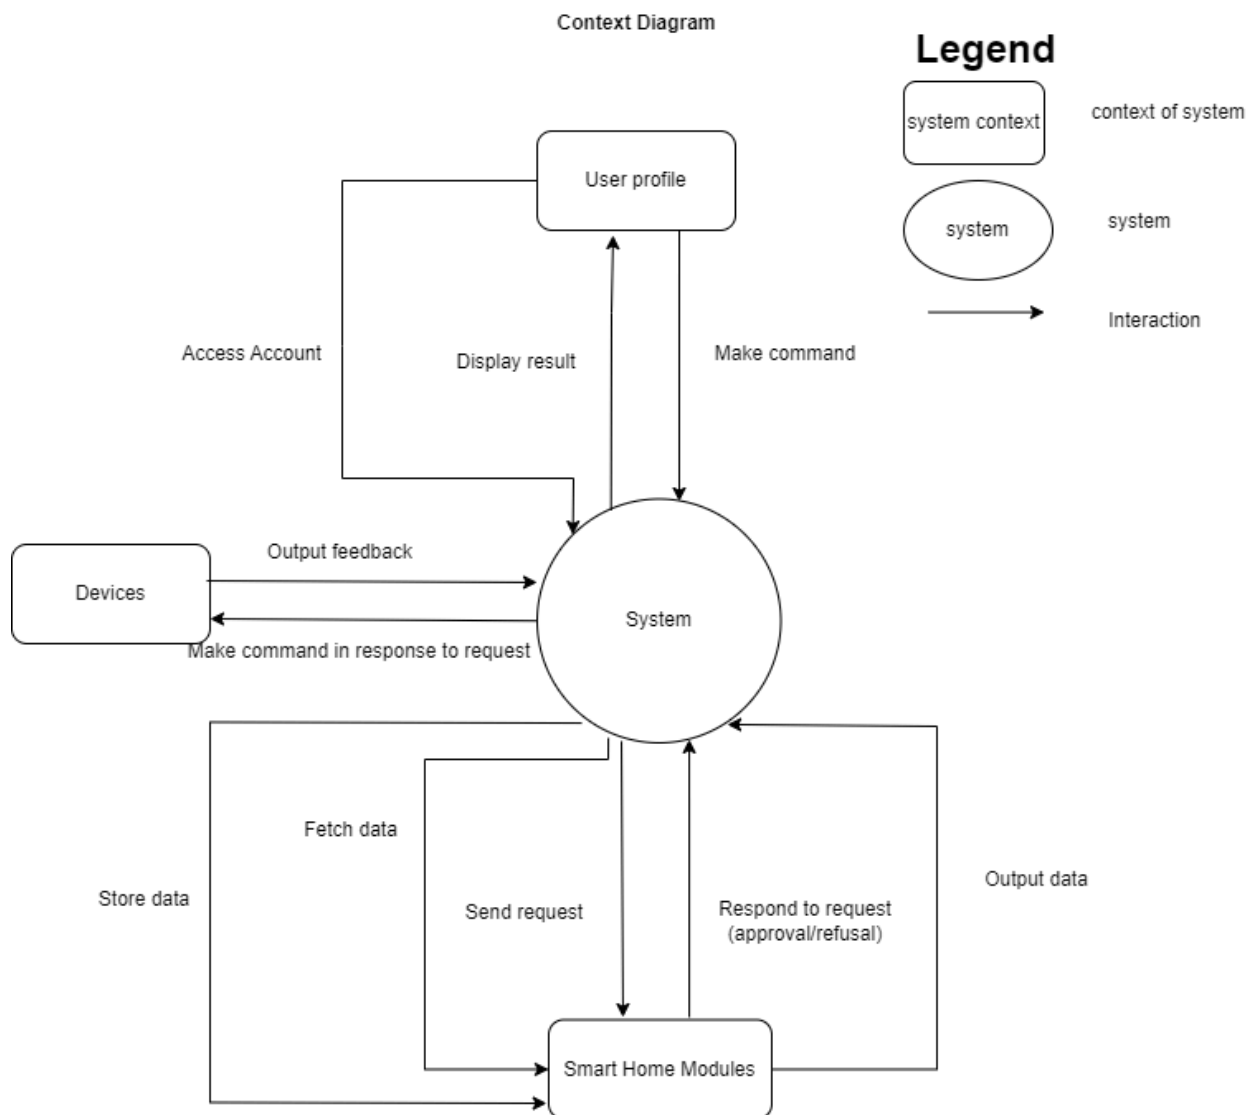 Context Diagram
Legend
system context
context of system
User profile
system
system
Interaction
Access Account
Display result
Make command
Output feedback
Devices
System
Make command in response to request
Fetch data
Store data
Send request
Respond to request
(approval/refusal)
Output data
Smart Home Modules